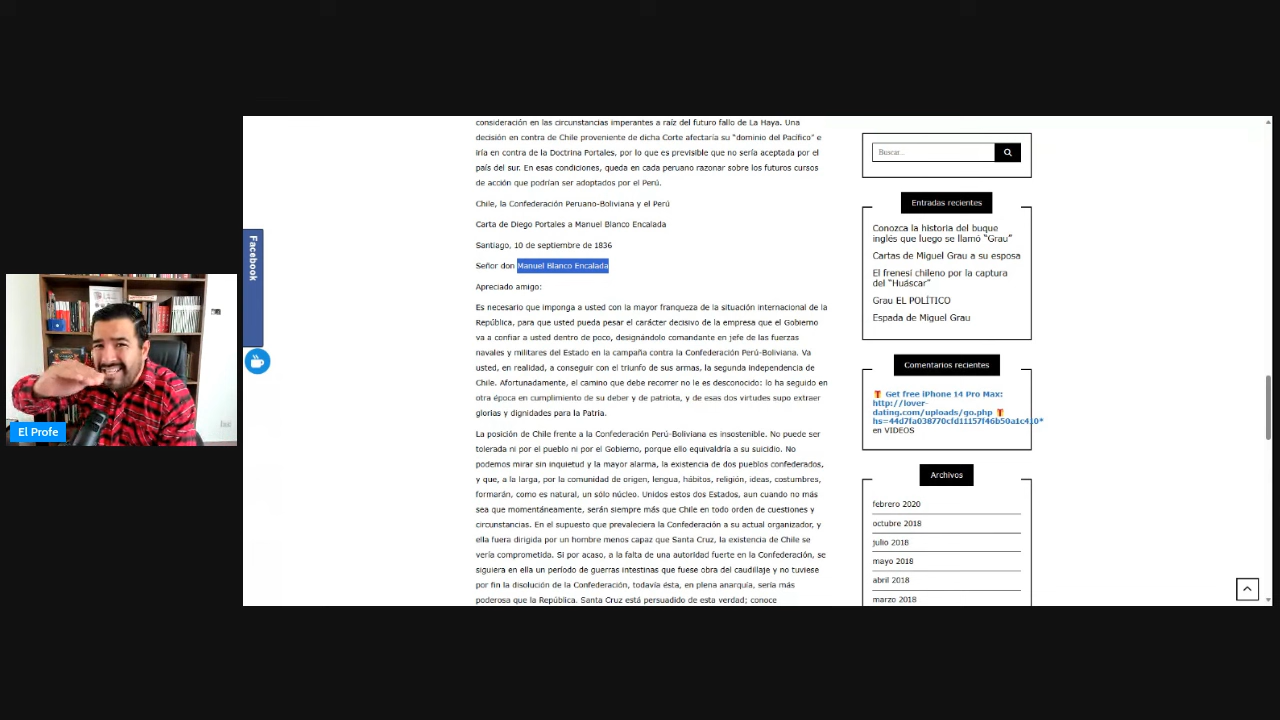 consideración en las circunstancias imperantes a raíz del futuro fallo de La Haya. Una
decisión en contra de Chile proveniente de dicha Corte afectaría su “dominio del Pacífico” e
iría en contra de la Doctrina Portales, por lo que es previsible que no sería aceptada por el
país del sur. En esas condiciones, queda en cada peruano razonar sobre los futuros cursos
de acción que podrían ser adoptados por el Perú.
Chile, la Confederación Peruano-Boliviana y el Perú
Carta de Diego Portales a Manuel Blanco Encalada
Santiago, 10 de septiembre de 1836
Señor don Manuel Blanco Encalada
Apreciado amigo:
Es necesario que imponga a usted con la mayor franqueza de la situación internacional de la
República, para que usted pueda pesar el carácter decisivo de la empresa que el Gobierno
va a confiar a usted dentro de poco, designándolo comandante en jefe de las fuerzas
navales y militares del Estado en la campaña contra la Confederación Perú-Boliviana. Va
usted, en realidad, a conseguir con el triunfo de sus armas, la segunda independencia de
Chile. Afortunadamente, el camino que debe recorrer no le es desconocido: lo ha seguido en
otra época en cumplimiento de su deber y de patriota, y de esas dos virtudes supo extraer
glorias y dignidades para la Patria.
La posición de Chile frente a la Confederación Perú-Boliviana es insostenible. No puede ser
tolerada ni por el pueblo ni por el Gobierno, porque ello equivaldría a su suicidio. No
podemos mirar sin inquietud y la mayor alarma, la existencia de dos pueblos confederados,
y que, a la larga, por la comunidad de origen, lengua, hábitos, religión, ideas, costumbres,
formarán, como es natural, un sólo núcleo. Unidos estos dos Estados, aun cuando no más
sea que momentáneamente, serán siempre más que Chile en todo orden de cuestiones y
circunstancias. En el supuesto que prevaleciera la Confederación a su actual organizador, y
ella fuera dirigida por un hombre menos capaz que Santa Cruz, la existencia de Chile se
vería comprometida. Si por acaso, a la falta de una autoridad fuerte en la Confederación, se
siguiera en ella un período de guerras intestinas que fuese obra del caudillaje y no tuviese
por fin la disolución de la Confederación, todavía ésta, en plena anarquía, sería más
poderosa que la República. Santa Cruz está persuadido de esta verdad; conoce
Facebook
El Profe
Buscar...
Entradas recientes
Conozca la historia del buque
inglés que luego se llamó “Grau”
Cartas de Miguel Grau a su esposa
El frenesí chileno por la captura
del “Huáscar”
Grau EL POLÍTICO
Espada de Miguel Grau
Comentarios recientes
Get free iPhone 14 Pro Max:
http://lover-
dating.com/uploads/go.php
hs=44d7fa038770cfd11157f46b50a1c410*
en VIDEOS
Archivos
febrero 2020
octubre 2018
julio 2018
mayo 2018
abril 2018
marzo 2018